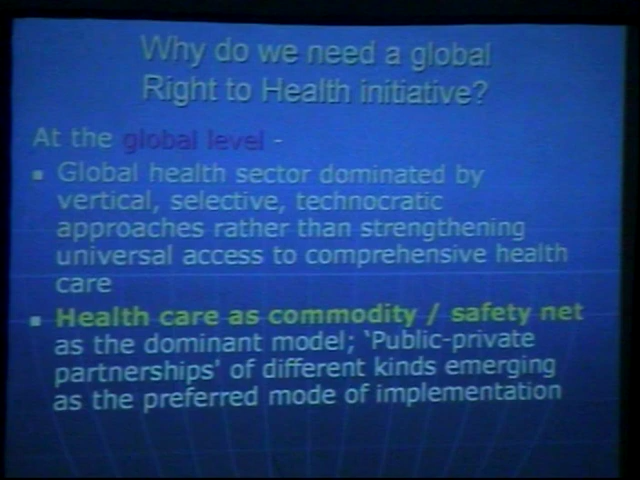 Why do we need a global
Right to Health initiative?
At the global level -
▪ Global health sector dominated by
vertical, selective, technocratic
approaches rather than strengthening
universal access to comprehensive health
care
▪ Health care as commodity / safety net
as the dominant model; ‘Public-private
partnerships’ of different kinds emerging
as the preferred mode of implementation